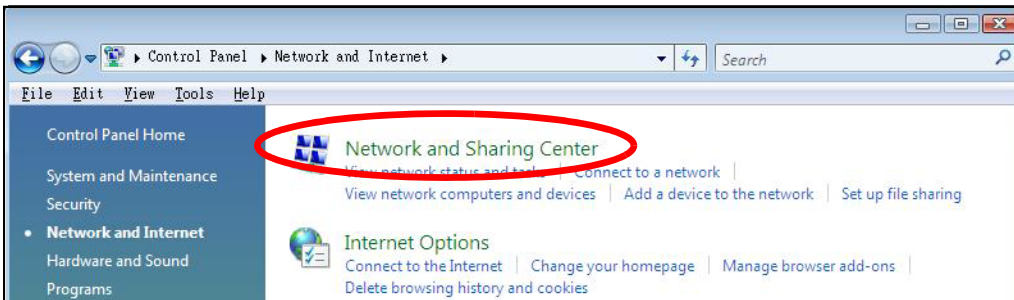 Control Panel ▸ Network and Internet ▸ Search
File Edit View Tools Help
Control Panel Home
System and Maintenance
Security
• Network and Internet
Hardware and Sound
Programs
Network and Sharing Center
View network status and tasks | Connect to a network |
View network computers and devices | Add a device to the network | Set up file sharing
Internet Options
Connect to the Internet | Change your homepage | Manage browser add-ons |
Delete browsing history and cookies